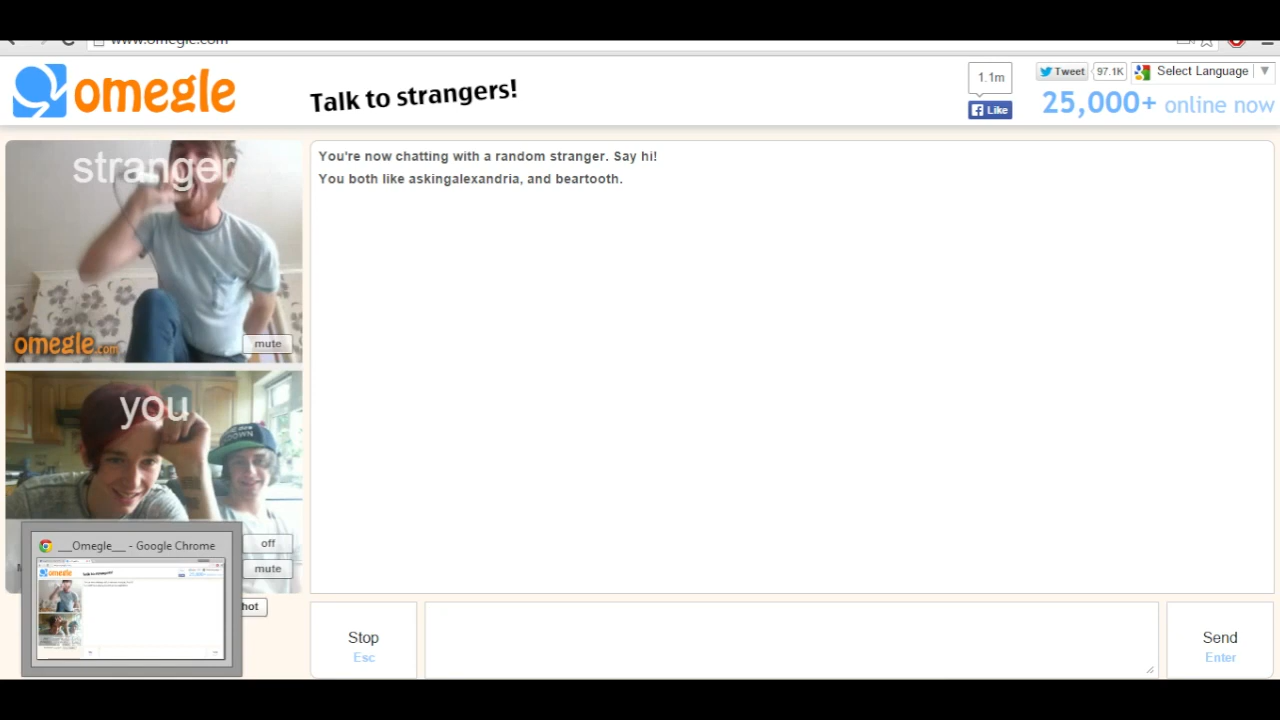 www.omegle.com
omegle
Talk to strangers!
1.1m
Like
Tweet
97.1K
Select Language
25,000+ online now
stranger
omegle.com
mute
You're now chatting with a random stranger. Say hi!
You both like askingalexandria, and beartooth.
you
DOWN
off
mute
__Omegle__ - Google Chrome
hot
Stop
Esc
Send
Enter